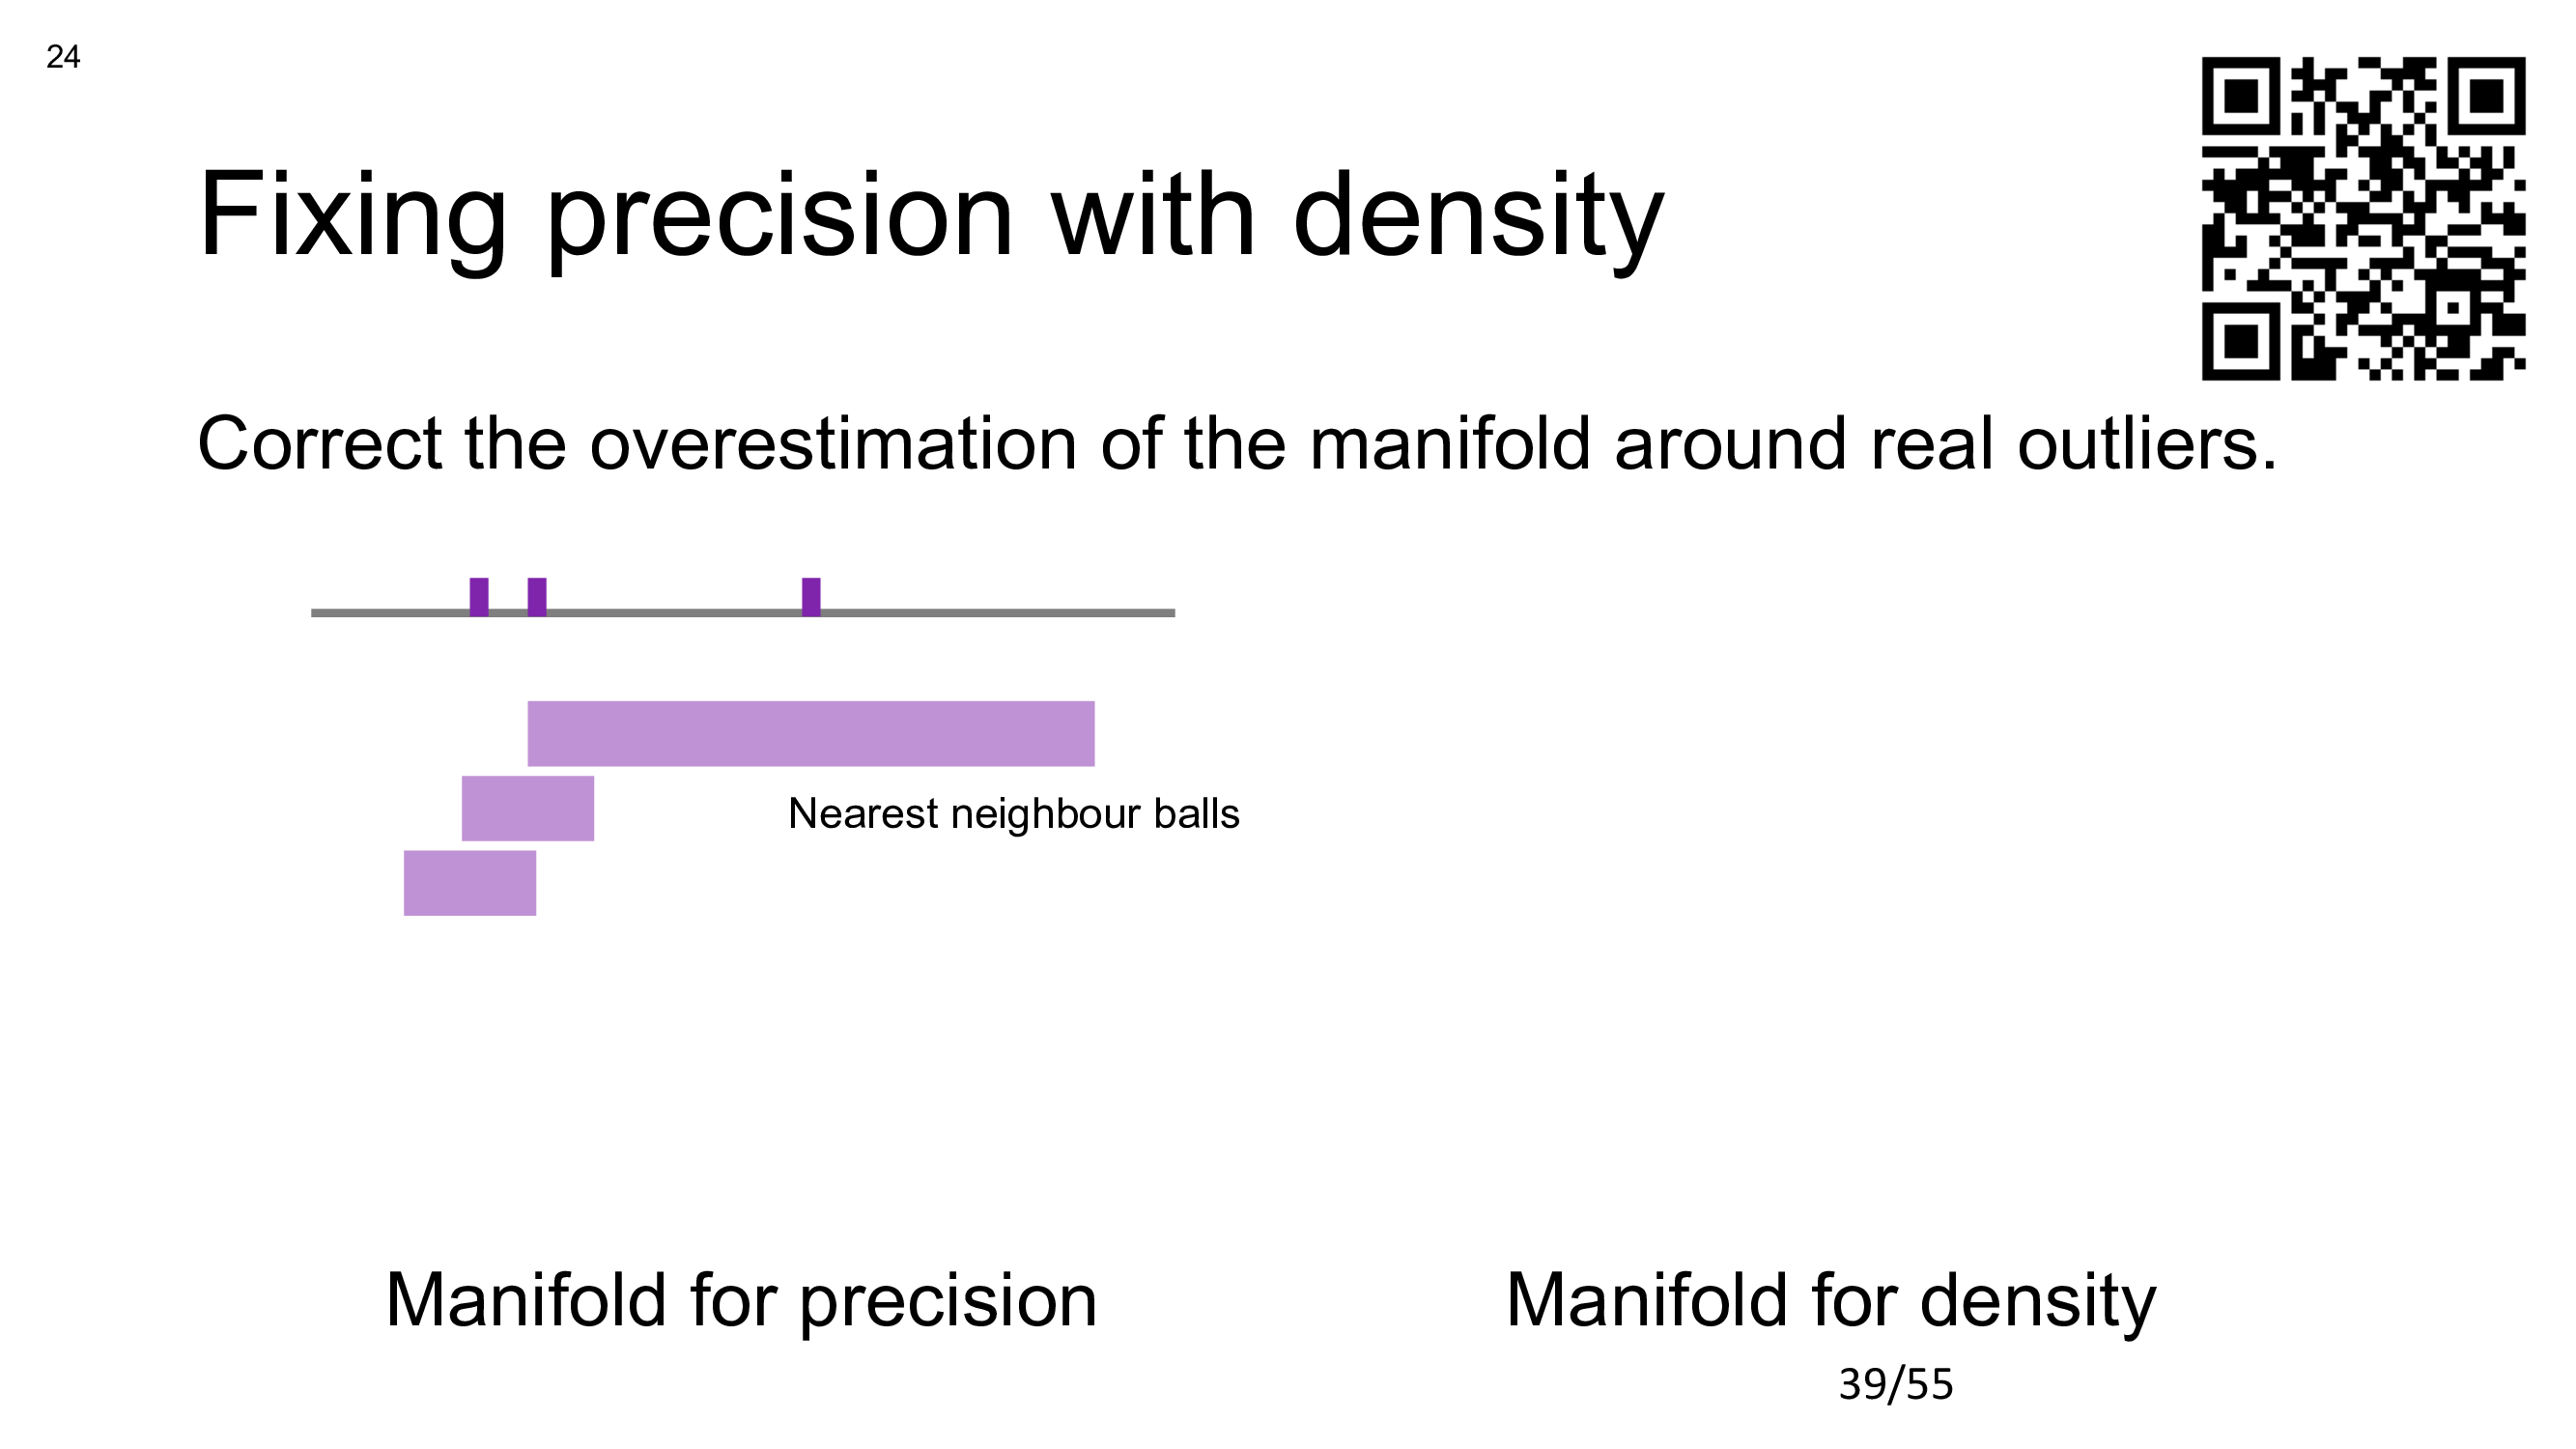 24
Fixing precision with density
Correct the overestimation of the manifold around real outliers.
Nearest neighbour balls
Manifold for precision
Manifold for density
39/55